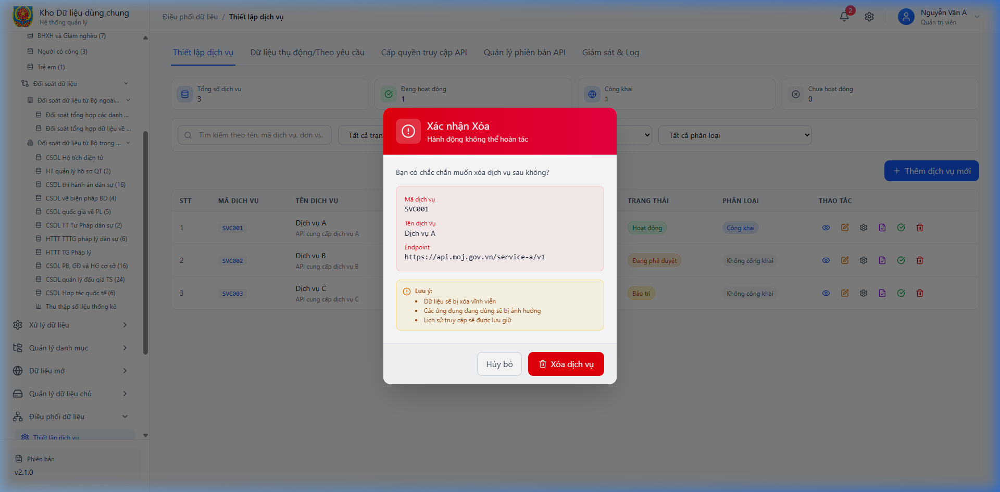 Kho Dữ liệu dùng chung
Hệ thống quản lý
BHXH và Giảm nghèo (7)
Người có công (3)
Trẻ em (1)
Đối soát dữ liệu
Đối soát dữ liệu từ Bộ ngoài...
Đối soát tổng hợp các danh ...
Đối soát tổng hợp dữ liệu về ...
Đối soát dữ liệu từ Bộ trong ...
CSDL Hộ tích điện tử
HT quản lý hồ sơ QT (3)
CSDL thi hành án dân sự (16)
CSDL về biện pháp BD (4)
CSDL quốc gia về PL (5)
CSDL TT Tư Pháp dân sự (2)
HTTT TTTG pháp lý dân sự (6)
HTTT TG Pháp lý
CSDL PB, GĐ và HG cơ sở (16)
CSDL quản lý đấu giá TS (24)
CSDL Hợp tác quốc tế (6)
Thu thập số liệu thống kê
Xử lý dữ liệu
Quản lý danh mục
Dữ liệu mở
Quản lý dữ liệu chủ
Điều phối dữ liệu
Thiết lập dịch vụ
Phiên bản
v2.1.0
Điều phối dữ liệu / Thiết lập dịch vụ
2
Nguyễn Văn A
Quản trị viên
Thiết lập dịch vụ
Dữ liệu thụ động/Theo yêu cầu
Cấp quyền truy cập API
Quản lý phiên bản API
Giám sát & Log
Tổng số dịch vụ
3
Đang hoạt động
1
Công khai
1
Chưa hoạt động
0
Tìm kiếm theo tên, mã dịch vụ, đơn vị..
Tất cả trạn
Tất cả phân loại
Thêm dịch vụ mới
STT MÃ DỊCH VỤ TÊN DỊCH VỤ TRẠNG THÁI PHÂN LOẠI THAO TÁC
1 SVC001 Dịch vụ A Hoạt động Công khai
API cung cấp dịch vụ A
2 SVC002 Dịch vụ B Đang phê duyệt Không công khai
API cung cấp dịch vụ B
3 SVC003 Dịch vụ C Bảo trì Không công khai
API cung cấp dịch vụ C
Xác nhận Xóa
Hành động không thể hoàn tác
Bạn có chắc chắn muốn xóa dịch vụ sau không?
Mã dịch vụ
SVC001
Tên dịch vụ
Dịch vụ A
Endpoint
https://api.moj.gov.vn/service-a/v1
Lưu ý:
• Dữ liệu sẽ bị xóa vĩnh viễn
• Các ứng dụng đang dùng sẽ bị ảnh hưởng
• Lịch sử truy cập sẽ được lưu giữ
Hủy bỏ
Xóa dịch vụ